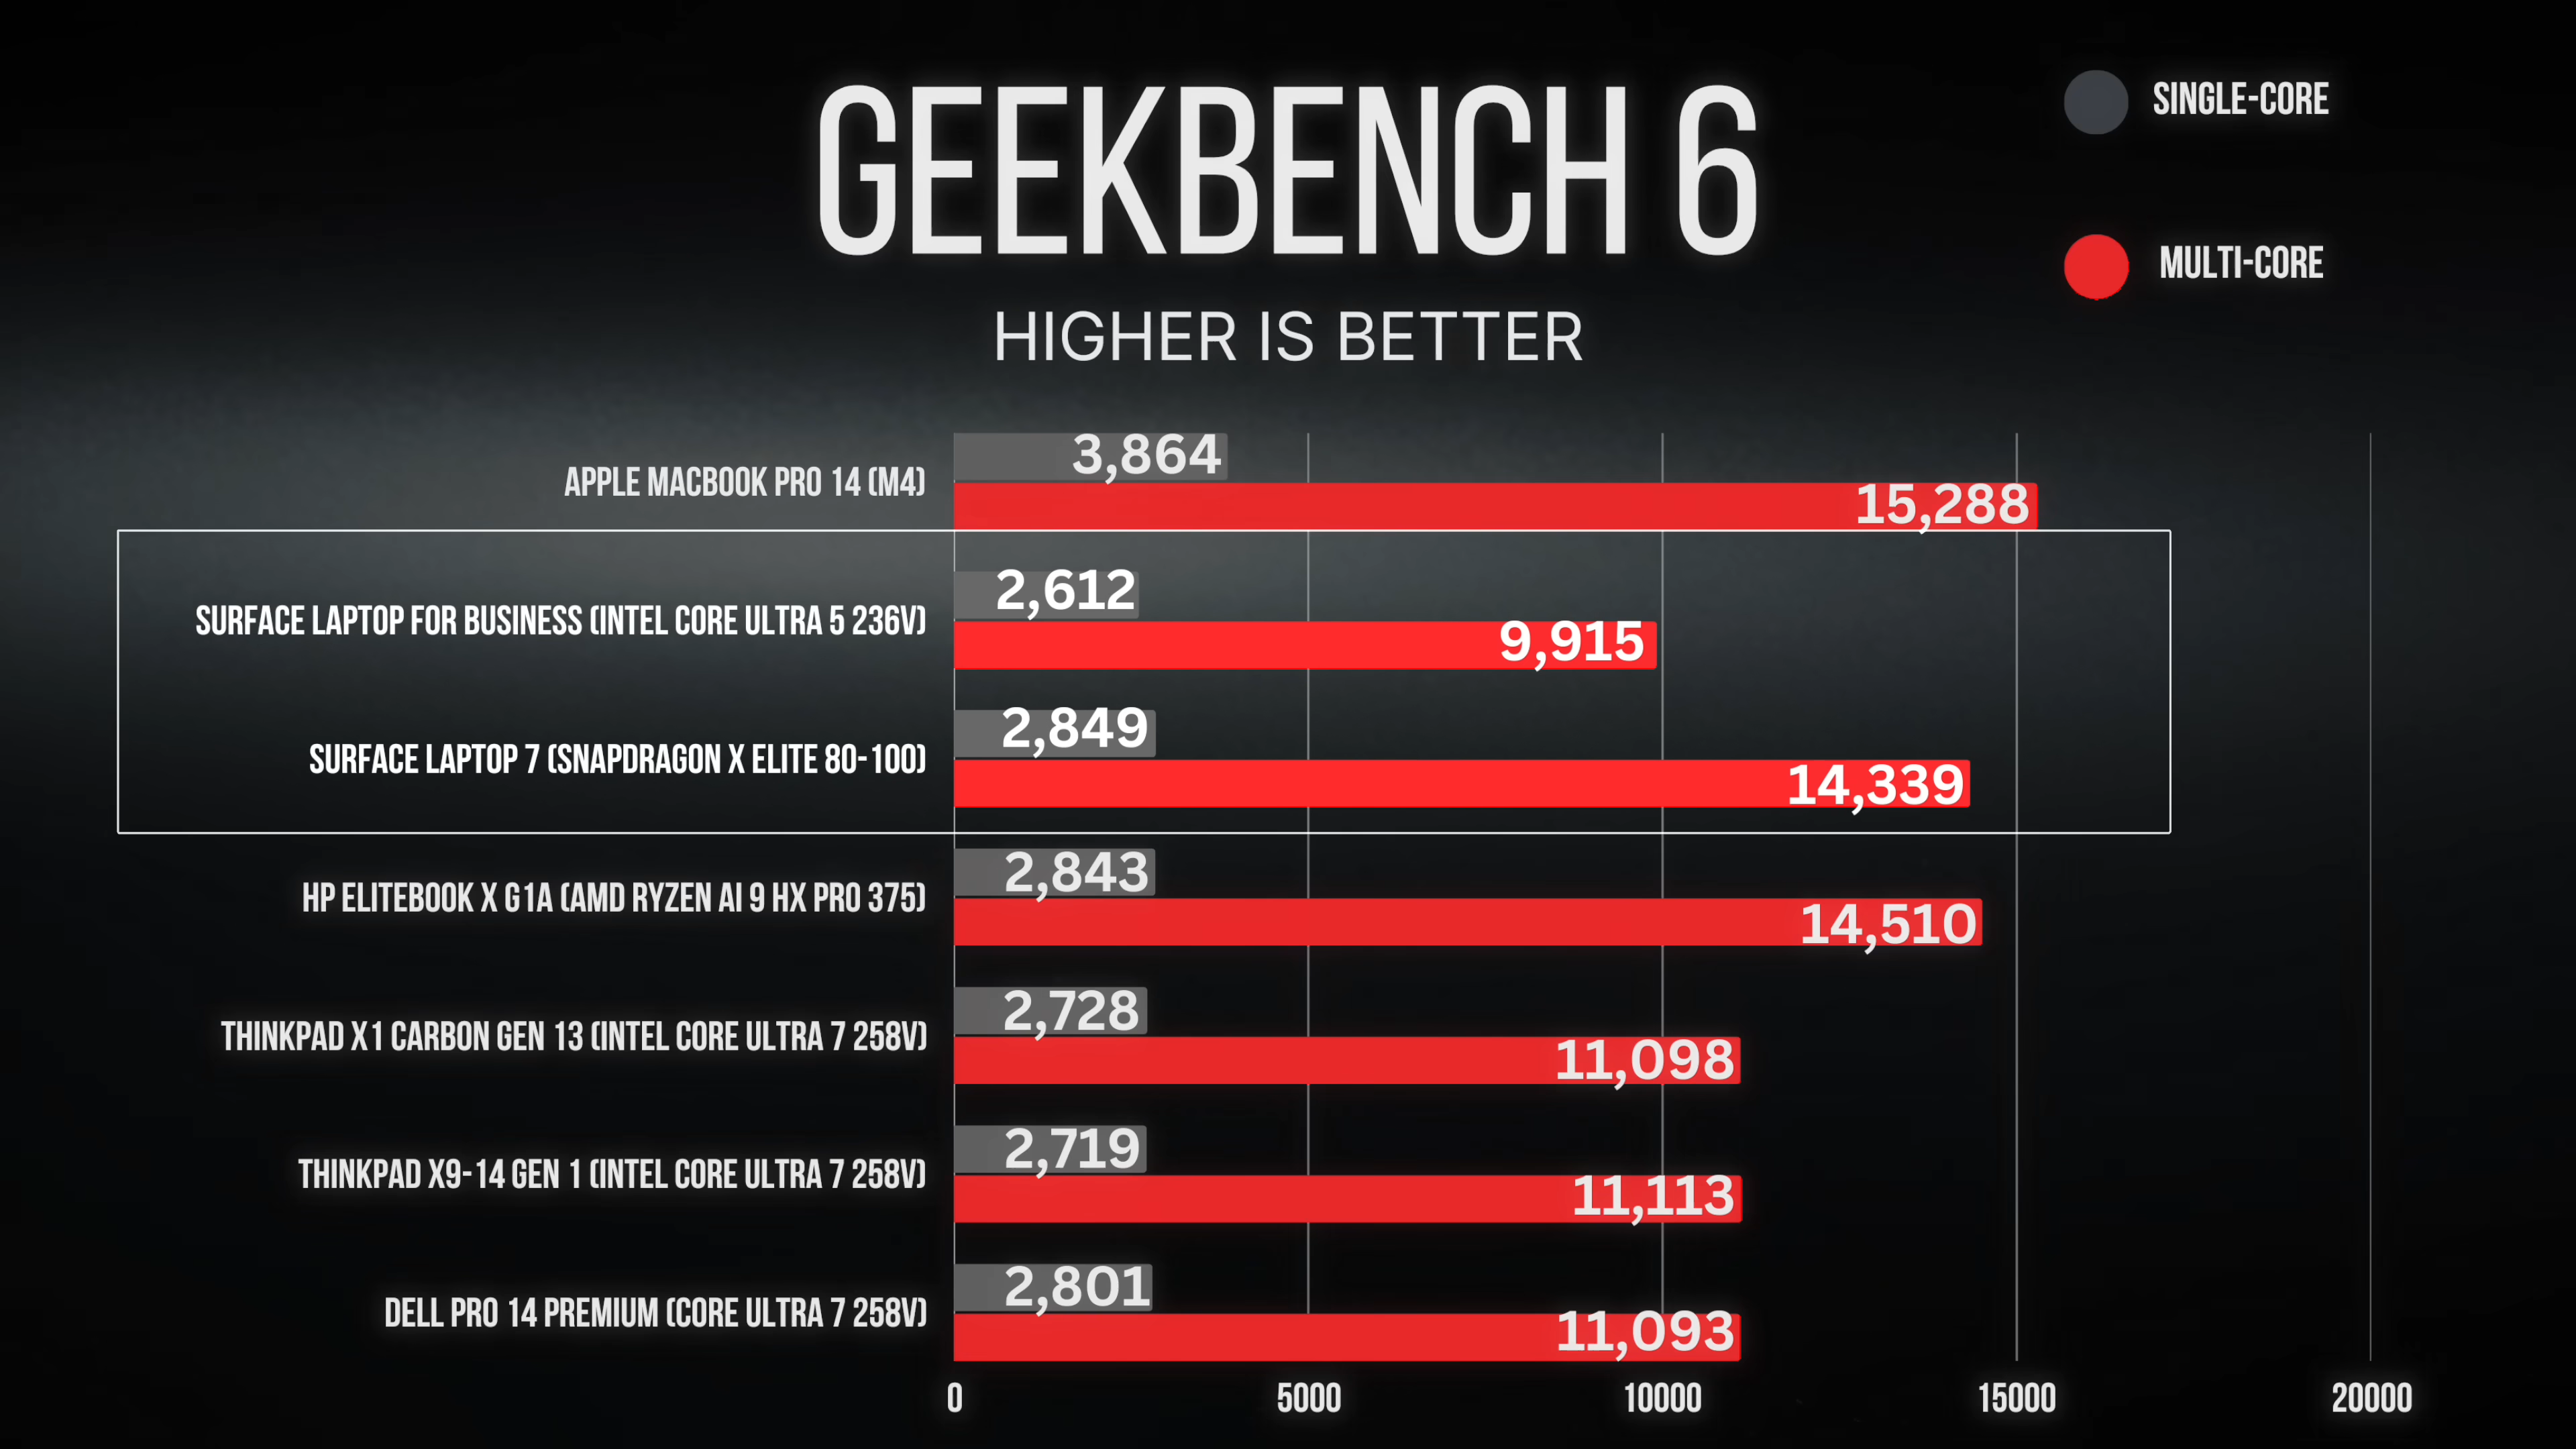 GEEKBENCH 6
HIGHER IS BETTER
SINGLE-CORE
MULTI-CORE
APPLE MACBOOK PRO 14 (M4)
3,864
15,288
SURFACE LAPTOP FOR BUSINESS (INTEL CORE ULTRA 5 236V)
2,612
9,915
SURFACE LAPTOP 7 (SNAPDRAGON X ELITE 80-100)
2,849
14,339
HP ELITEBOOK X G1A (AMD RYZEN AI 9 HX PRO 375)
2,843
14,510
THINKPAD X1 CARBON GEN 13 (INTEL CORE ULTRA 7 258V)
2,728
11,098
THINKPAD X9-14 GEN 1 (INTEL CORE ULTRA 7 258V)
2,719
11,113
DELL PRO 14 PREMIUM (CORE ULTRA 7 258V)
2,801
11,093
0 5000 10000 15000 20000